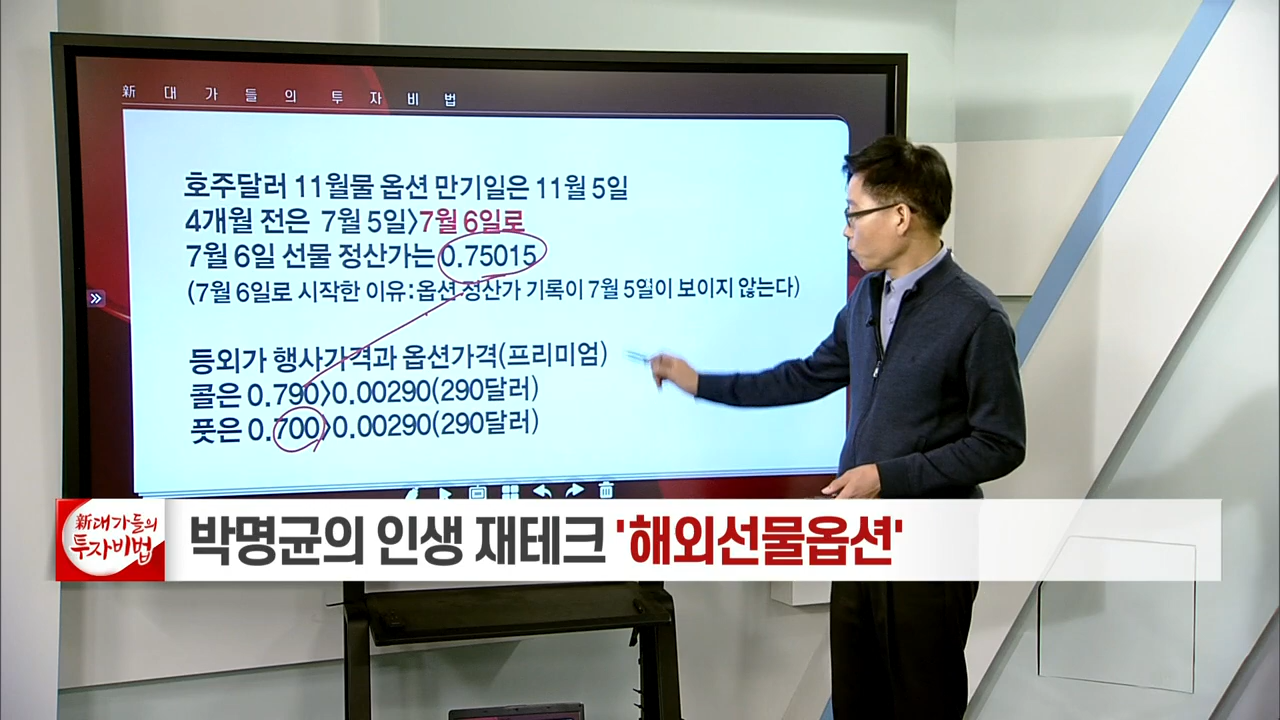 新 대 가 들 의 투 자 비 법
호주달러 11월물 옵션 만기일은 11월 5일
4개월 전은 7월 5일>7월 6일로
7월 6일 선물 정산가는 0.75015
(7월 6일로 시작한 이유:옵션 정산가 기록이 7월 5일이 보이지 않는다)
등외가 행사가격과 옵션가격(프리미엄)
콜은 0.790>0.00290(290달러)
풋은 0.700>0.00290(290달러)
新대가들의
투자비법
박명균의 인생 재테크 '해외선물옵션'